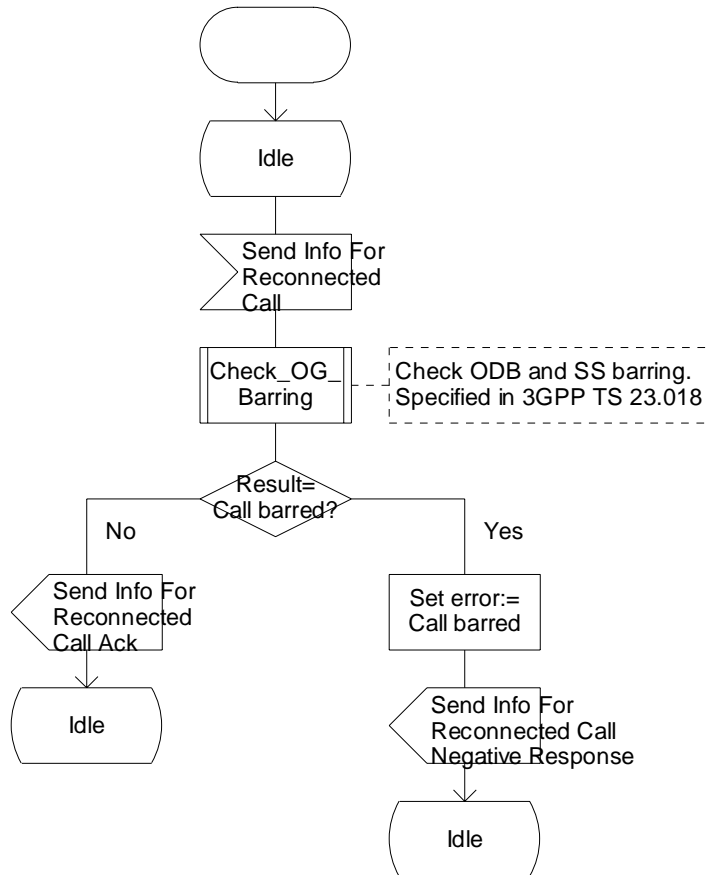 Idle
Send Info For
Reconnected
Call
Check_OG_
Barring
Check ODB and SS barring.
Specified in 3GPP TS 23.018
Result=
Call barred?
No
Yes
Send Info For
Reconnected
Call Ack
Set error:=
Call barred
Idle
Send Info For
Reconnected Call
Negative Response
Idle